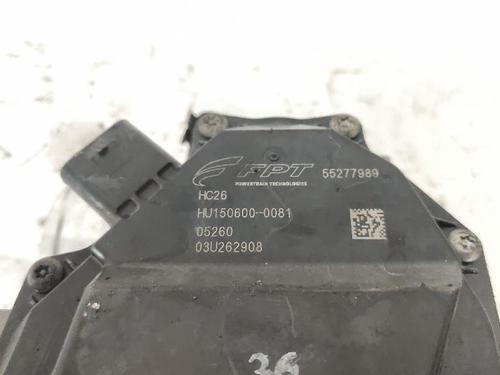 FPT 55277989
POWERTRAIN TECHNOLOGIES
HC26
HU150600-0081
05260
03U262908
36